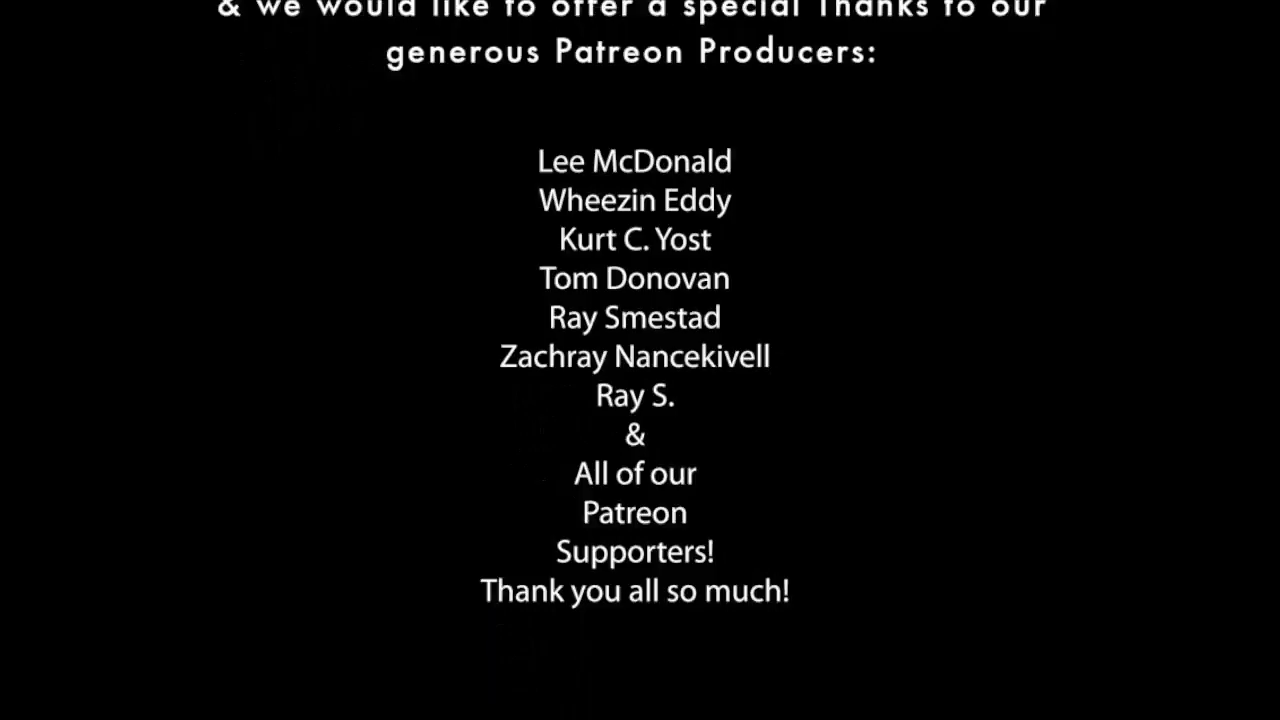 & we would like to offer a special Thanks to our
generous Patreon Producers:
Lee McDonald
Wheezin Eddy
Kurt C. Yost
Tom Donovan
Ray Smestad
Zachray Nancekivell
Ray S.
&
All of our
Patreon
Supporters!
Thank you all so much!